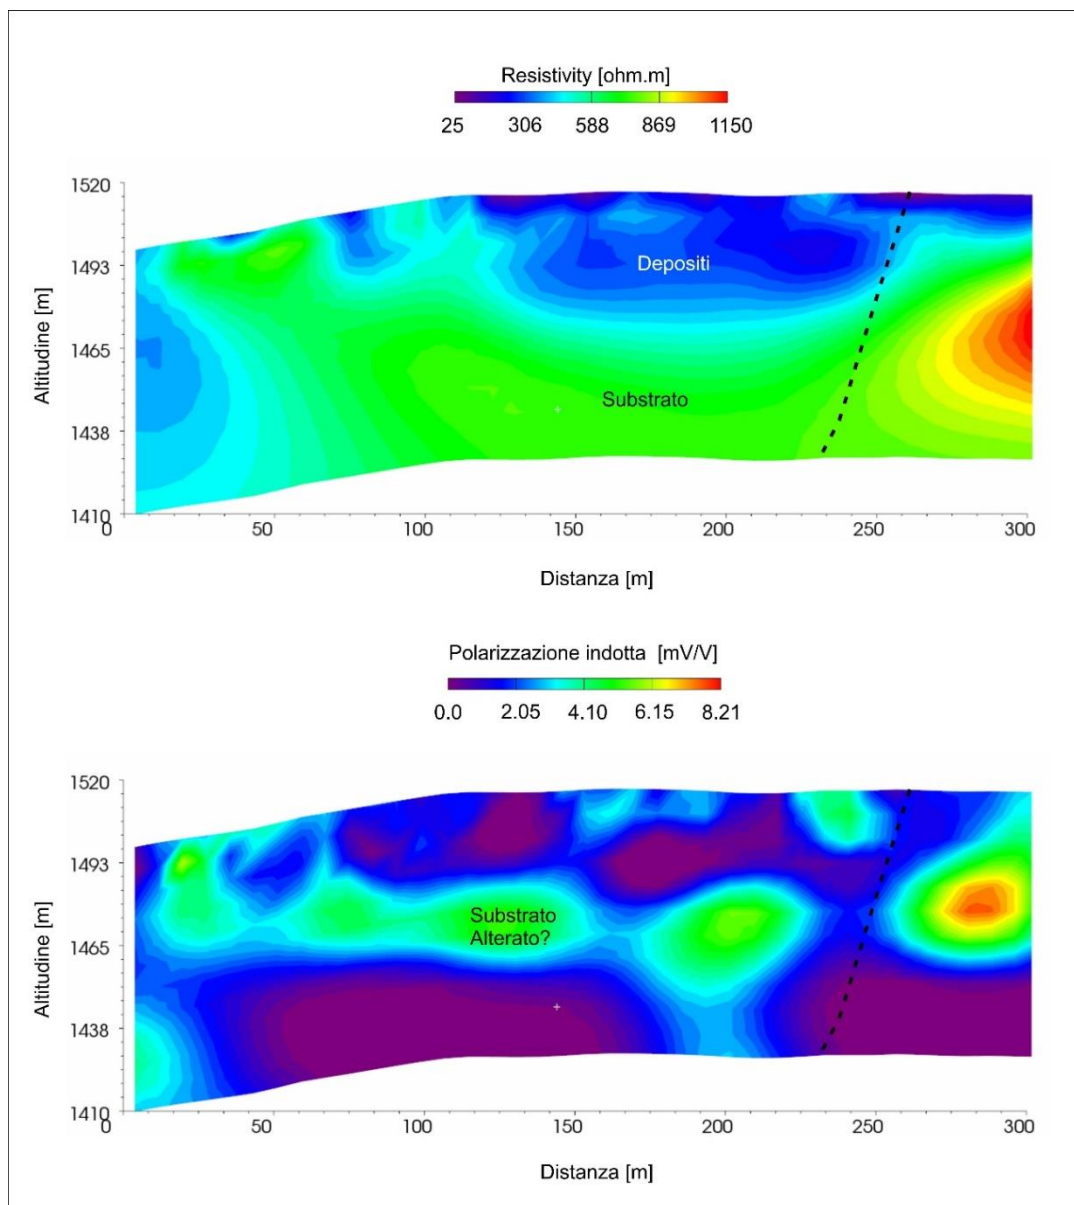 Resistivity [ohm.m]
25 306 588 869 1150
1520
1493
1465
1438
1410
Altitudine [m]
Depositi
Substrato
0 50 100 150 200 250 300
Distanza [m]
Polarizzazione indotta [mV/V]
0.0 2.05 4.10 6.15 8.21
1520
1493
1465
1438
1410
Altitudine [m]
Substrato
Alterato?
0 50 100 150 200 250 300
Distanza [m]